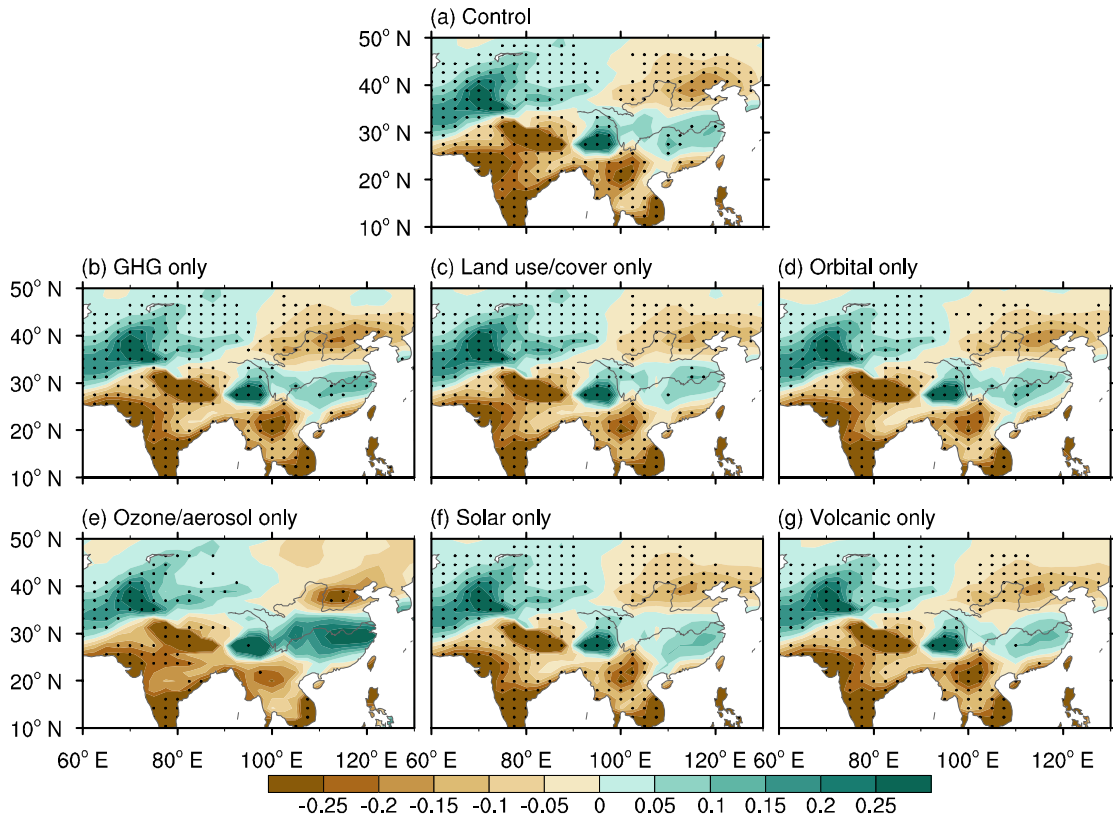 (a) Control
50° N
40° N
30° N
20° N
10° N
(b) GHG only
(c) Land use/cover only
(d) Orbital only
50° N
40° N
30° N
20° N
10° N
(e) Ozone/aerosol only
(f) Solar only
(g) Volcanic only
50° N
40° N
30° N
20° N
10° N
60° E 80° E 100° E 120° E 60° E 80° E 100° E 120° E 60° E 80° E 100° E 120° E
-0.25 -0.2 -0.15 -0.1 -0.05 0 0.05 0.1 0.15 0.2 0.25